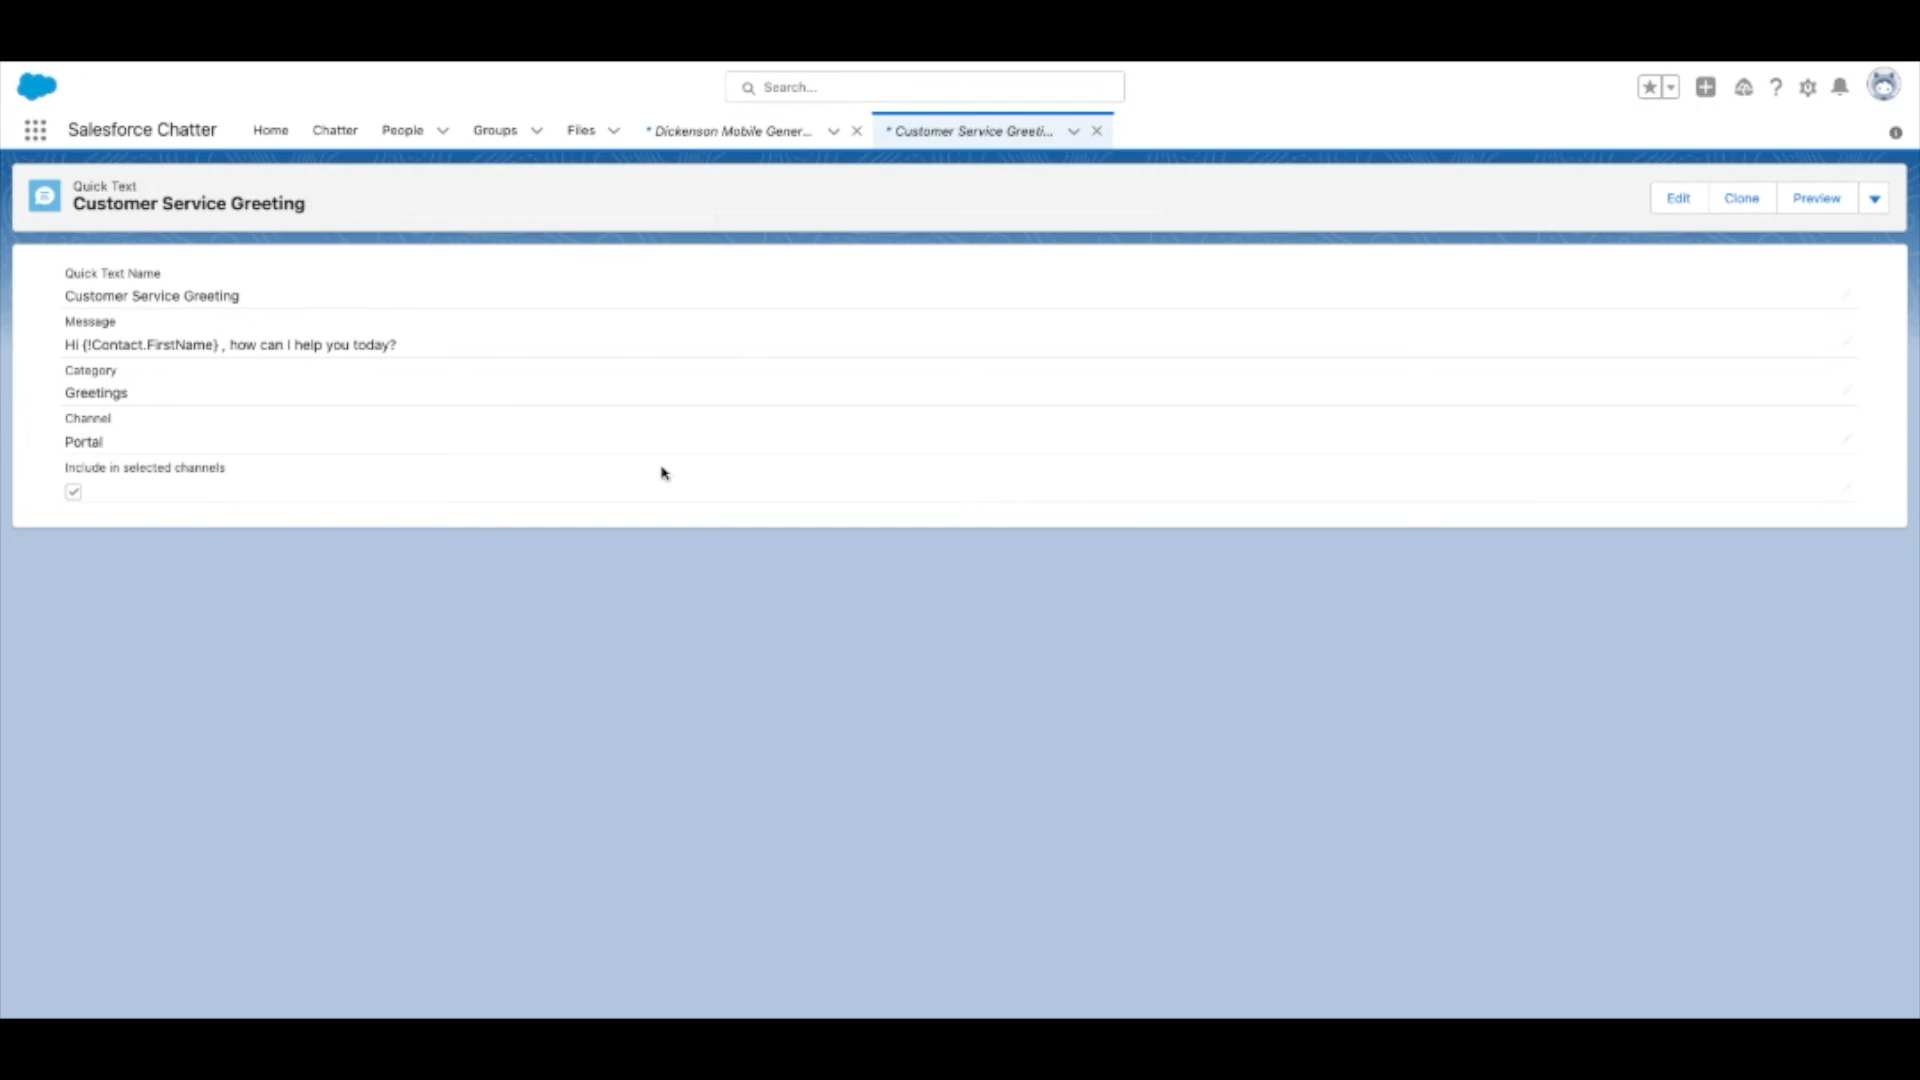 Search...
Salesforce Chatter Home Chatter People Groups Files * Dickenson Mobile Gener... * Customer Service Greeti...
Quick Text
Customer Service Greeting
Edit Clone Preview
Quick Text Name
Customer Service Greeting
Message
Hi {!Contact.FirstName} , how can I help you today?
Category
Greetings
Channel
Portal
Include in selected channels